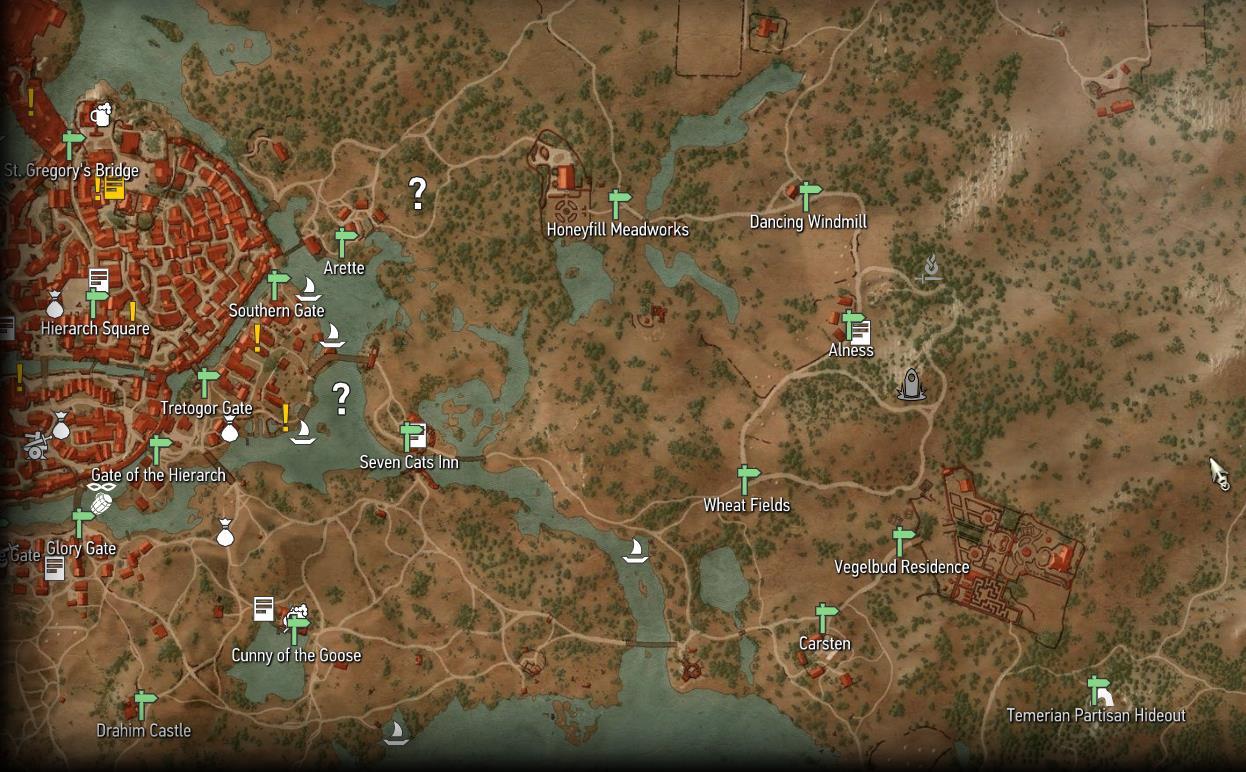 St. Gregory's Bridge
Honeyfill Meadworks
Dancing Windmill
Arette
Southern Gate
Hierarch Square
Alness
Tretogor Gate
Seven Cats Inn
Gate of the Hierarch
Wheat Fields
Glory Gate
Gate
Vegelbud Residence
Carsten
Cunny of the Goose
Temerian Partisan Hideout
Drahim Castle